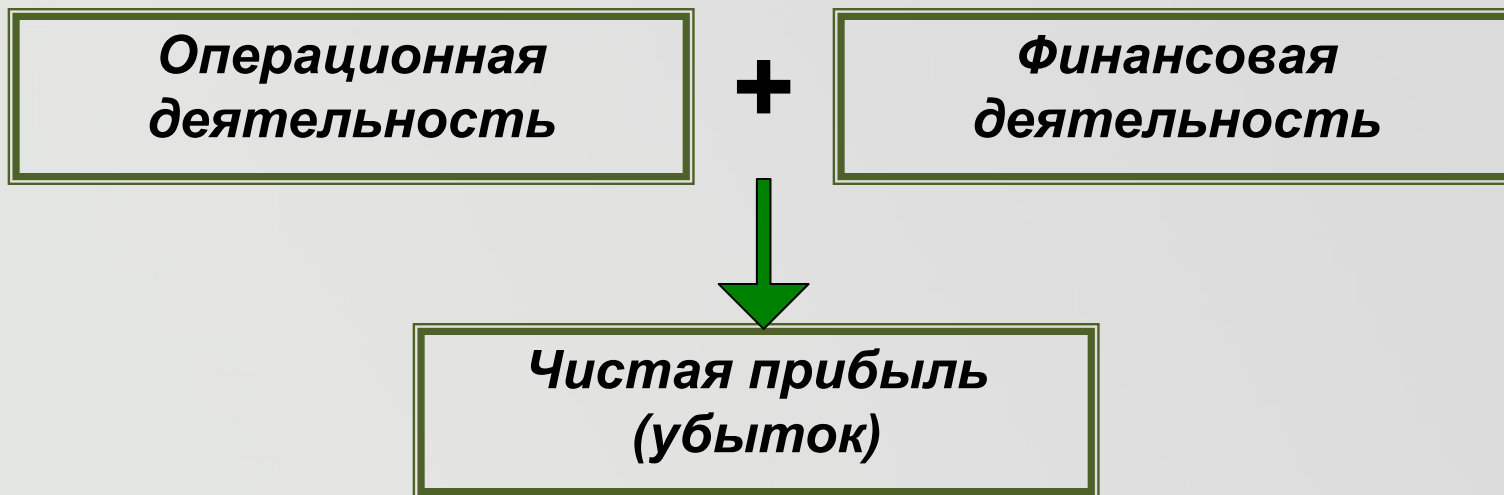 Операционная
деятельность
+
Финансовая
деятельность
Чистая прибыль
(убыток)